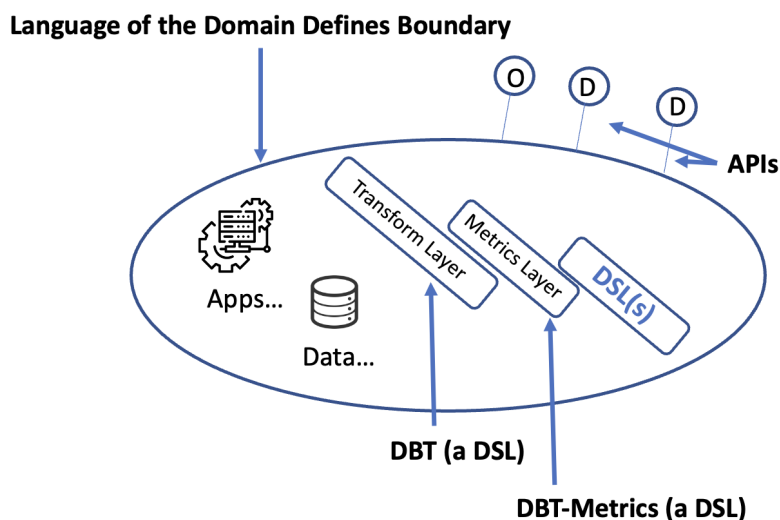 Language of the Domain Defines Boundary
O
D
D
APIs
Transform Layer
Metrics Layer
DSL(s)
Apps...
Data...
DBT (a DSL)
DBT-Metrics (a DSL)